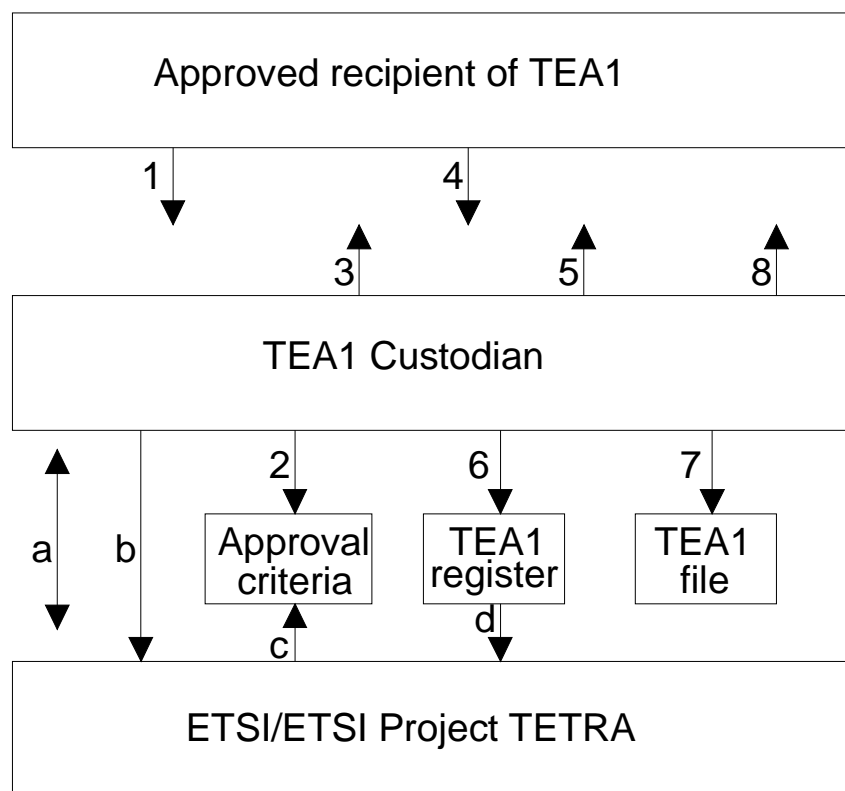 Approved recipient of TEA1
1
4
3
5
8
TEA1 Custodian
2
6
7
a
b
Approval
criteria
TEA1
register
TEA1
file
c
d
ETSI/ETSI Project TETRA